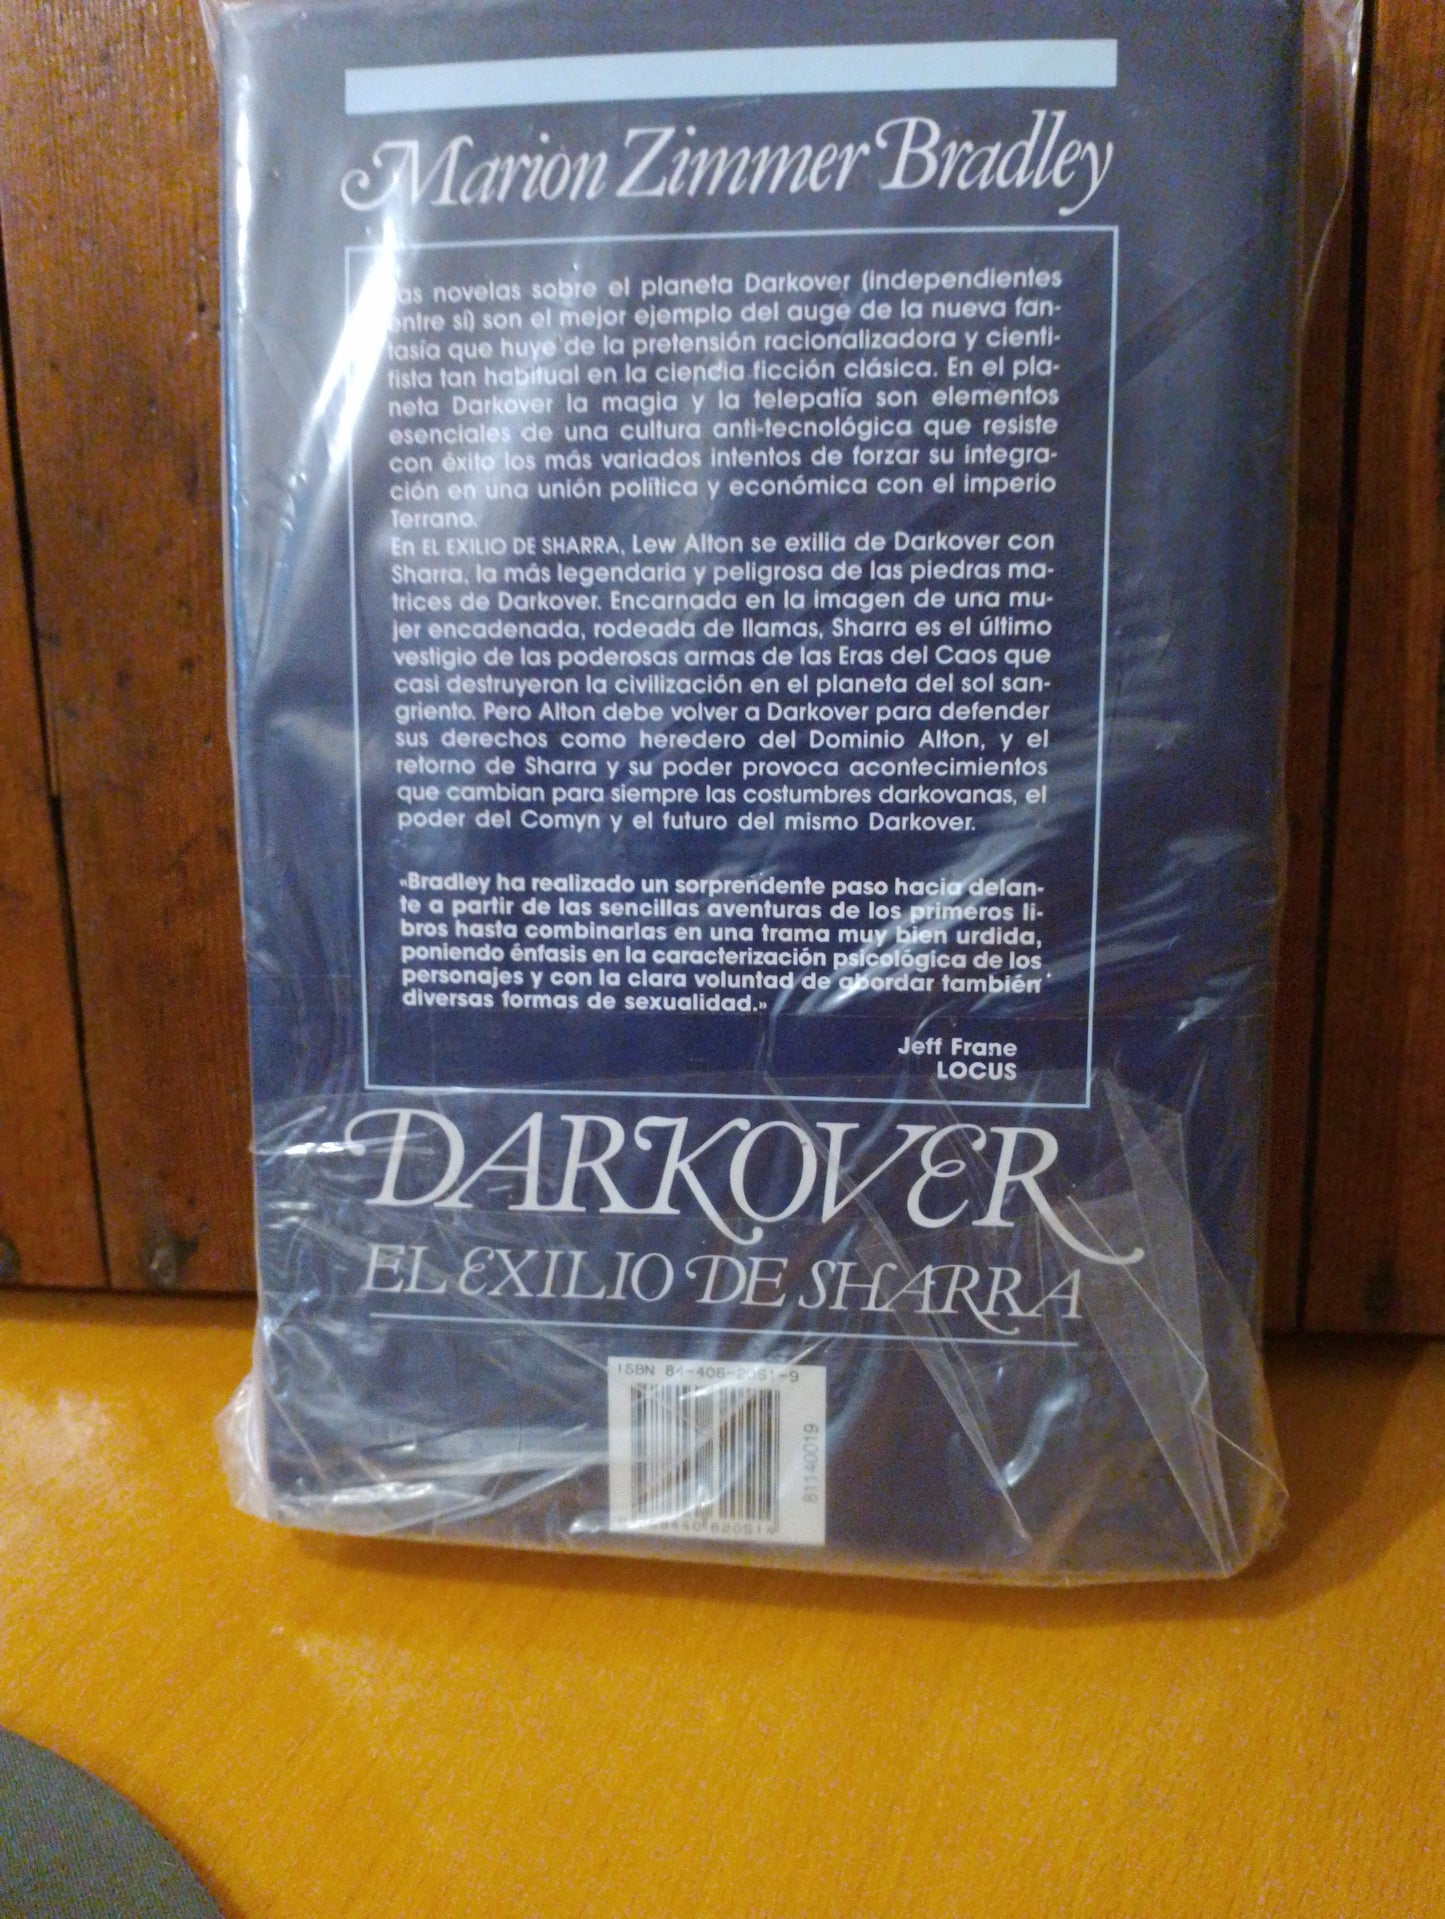 Marion Zimmer Bradley
as novelas sobre el planeta Darkover (independientes
entre sí) son el mejor ejemplo del auge de la nueva fan-
tasía que huye de la pretensión racionalizadora y cienti-
fista tan habitual en la ciencia ficción clásica. En el pla-
neta Darkover la magia y la telepatía son elementos
esenciales de una cultura anti-tecnológica que resiste
con éxito los más variados intentos de forzar su integra-
ción en una unión política y económica con el imperio
Terrano.
En EL EXILIO DE SHARRA, Lew Alton se exilia de Darkover con
Sharra, la más legendaria y peligrosa de las piedras ma-
trices de Darkover. Encarnada en la imagen de una mu-
jer encadenada, rodeada de llamas, Sharra es el último
vestigio de las poderosas armas de las Eras del Caos que
casi destruyeron la civilización en el planeta del sol san-
griento. Pero Alton debe volver a Darkover para defender
sus derechos como heredero del Dominio Alton, y el
retorno de Sharra y su poder provoca acontecimientos
que cambian para siempre las costumbres darkovanas, el
poder del Comyn y el futuro del mismo Darkover.
«Bradley ha realizado un sorprendente paso hacia delan-
te a partir de las sencillas aventuras de los primeros li-
bros hasta combinarlas en una trama muy bien urdida,
poniendo énfasis en la caracterización psicológica de los
personajes y con la clara voluntad de abordar también
diversas formas de sexualidad.»
Jeff Frane
LOCUS
DARKOVER
EL EXILIO DE SHARRA
ISBN 84-406-2051-9
81140019